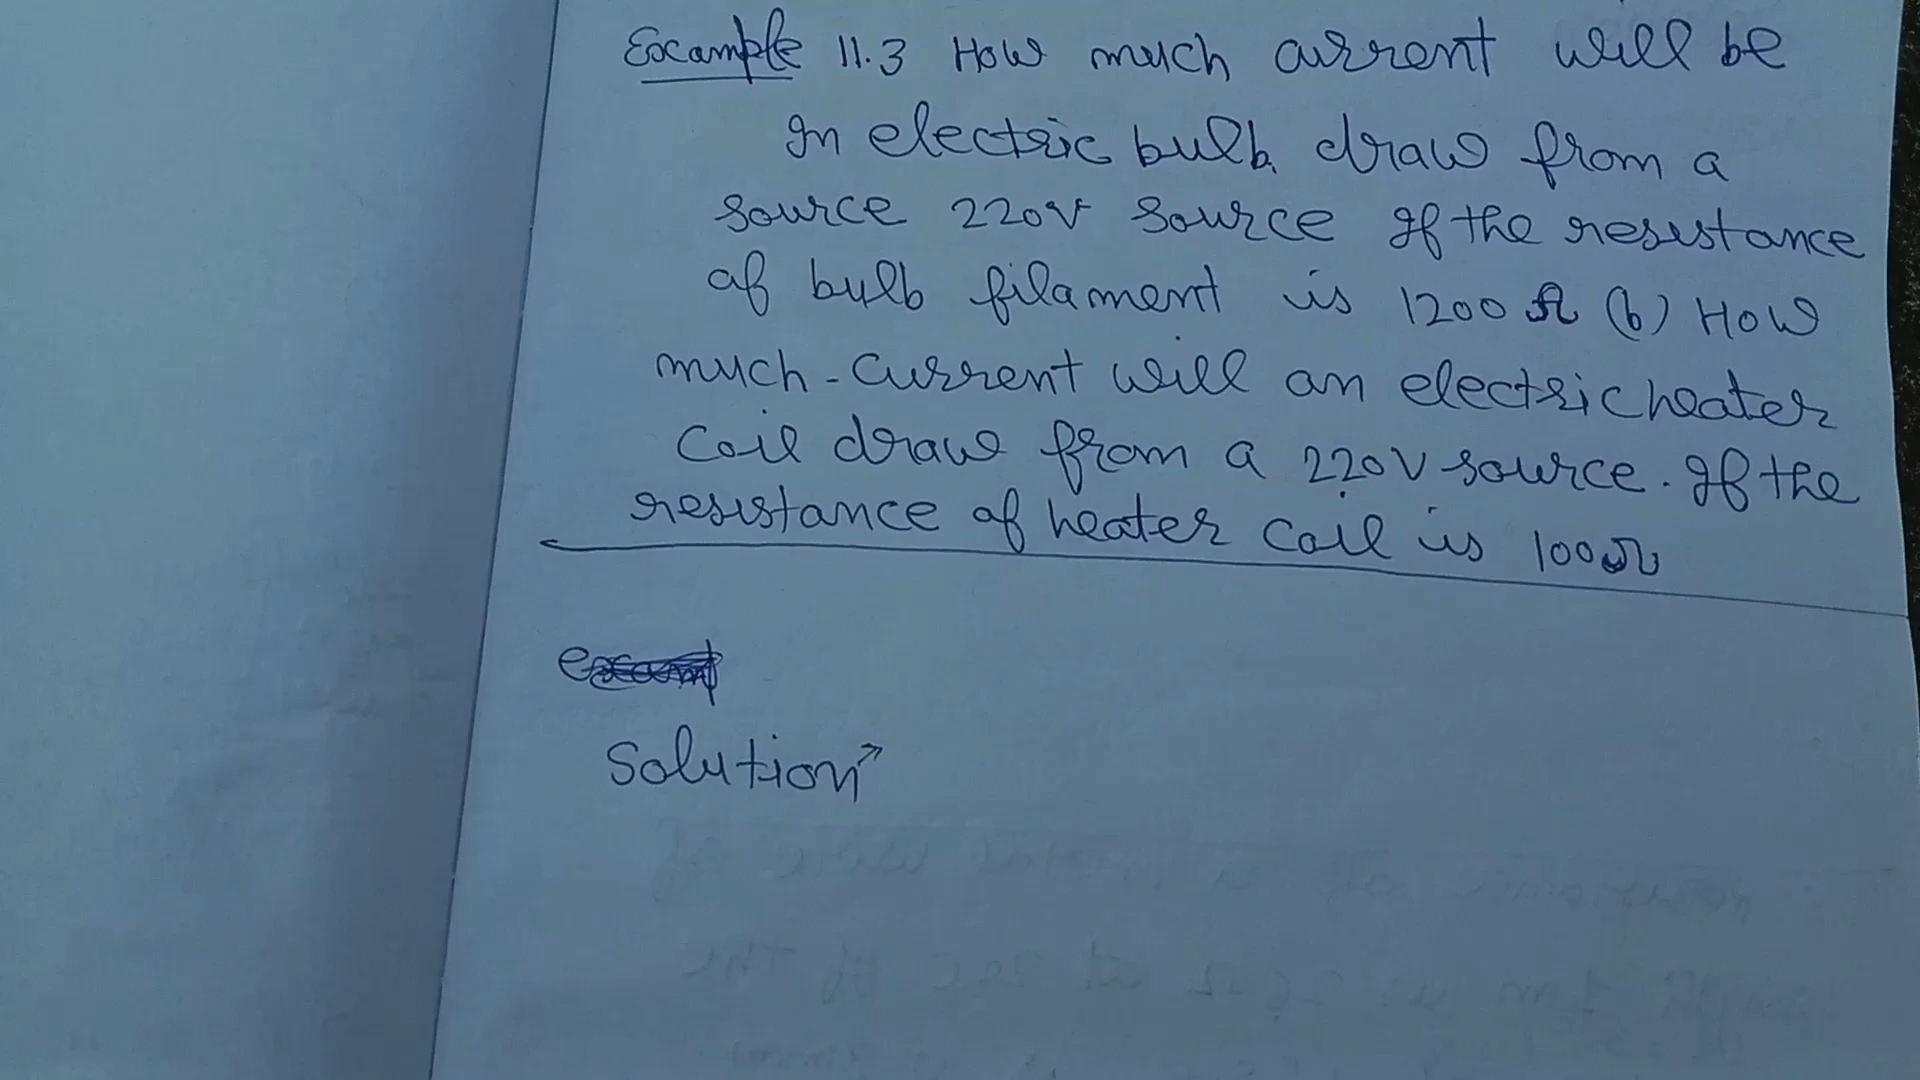 Example 11.3 How much current will be
In electric bulb draw from a
source 220V source If the resistance
of bulb filament is 1200 Ω (b) How
much - current will an electric heater
coil draw from a 220V source. If the
resistance of heater coil is 100Ω
Solution